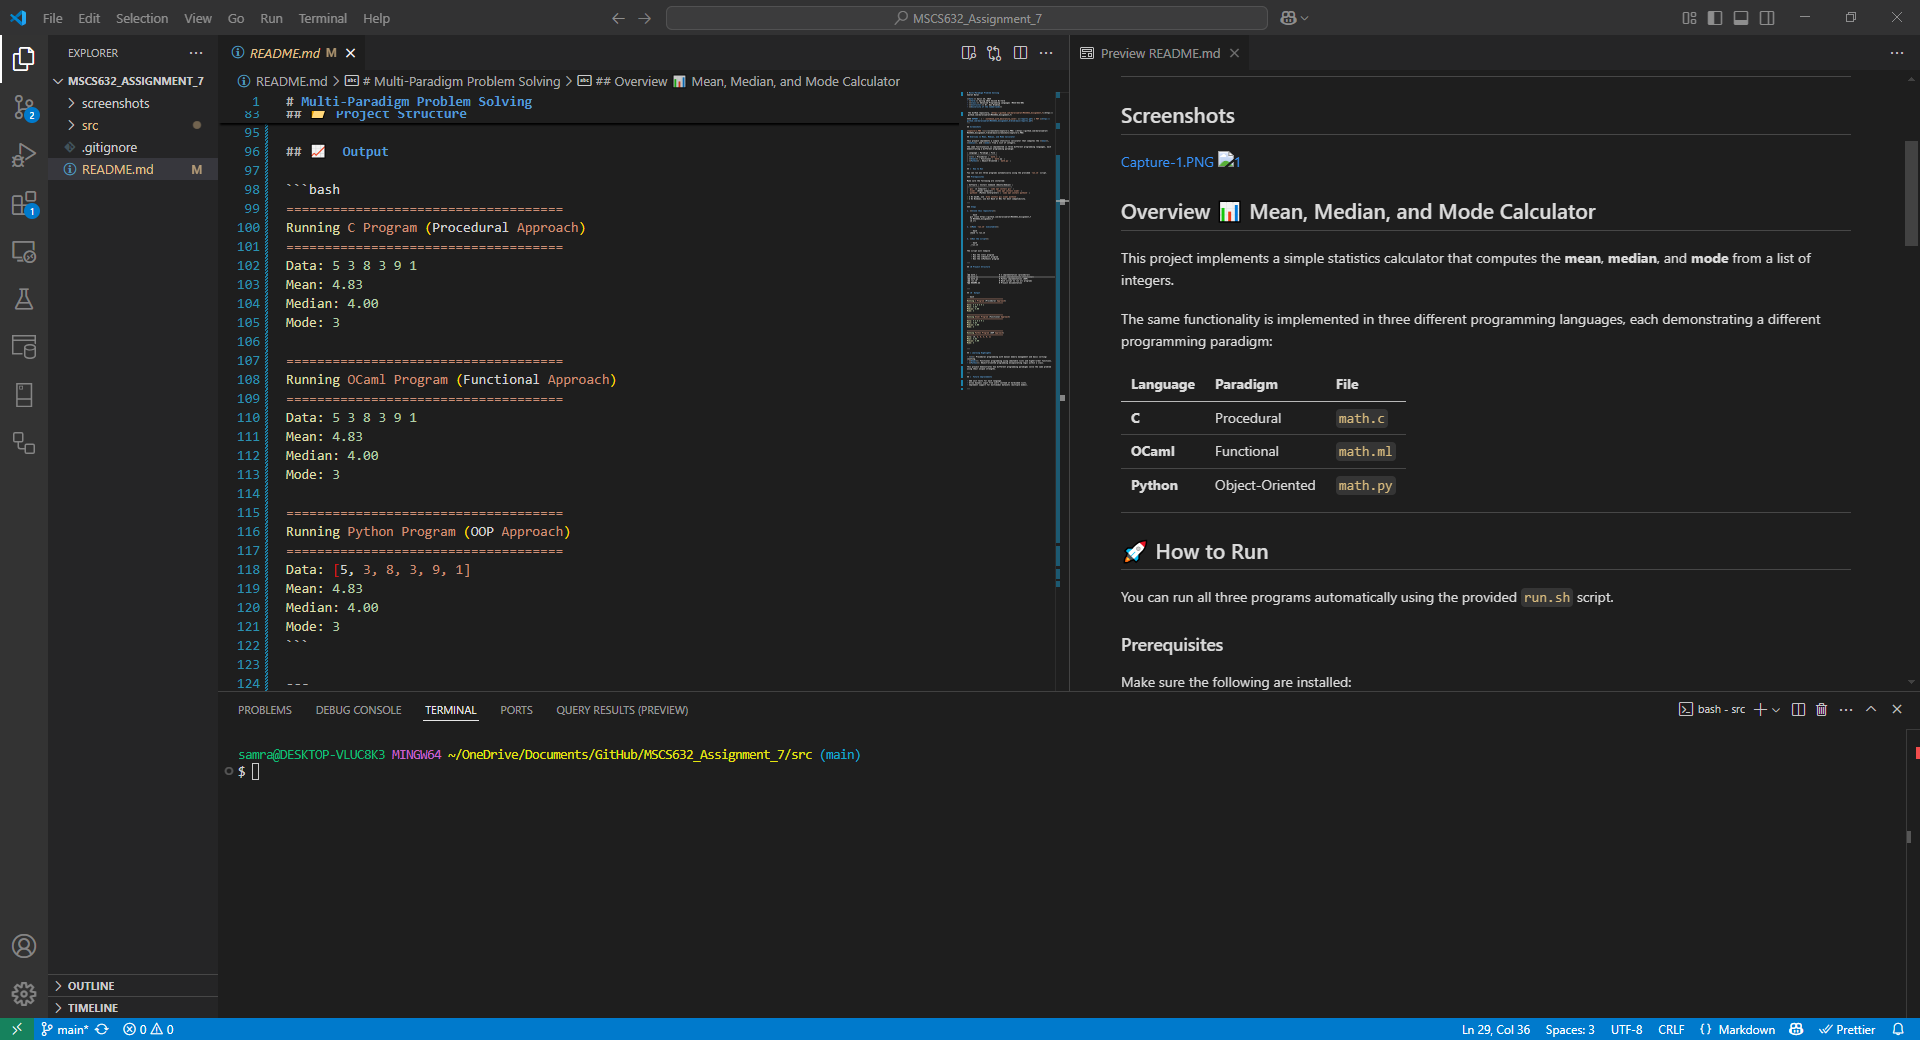 File Edit Selection View Go Run Terminal Help
MSCS632_Assignment_7
EXPLORER
MSCS632_ASSIGNMENT_7
screenshots
src
.gitignore
README.md M
OUTLINE
TIMELINE
2
1
README.md M
README.md > # Multi-Paradigm Problem Solving > ## Overview 📊 Mean, Median, and Mode Calculator
1 # Multi-Paradigm Problem Solving
83 ## 📂 Project Structure
95
96 ## 📈 Output
97
98 ```bash
99 ====================================
100 Running C Program (Procedural Approach)
101 ====================================
102 Data: 5 3 8 3 9 1
103 Mean: 4.83
104 Median: 4.00
105 Mode: 3
106
107 ====================================
108 Running OCaml Program (Functional Approach)
109 ====================================
110 Data: 5 3 8 3 9 1
111 Mean: 4.83
112 Median: 4.00
113 Mode: 3
114
115 ====================================
116 Running Python Program (OOP Approach)
117 ====================================
118 Data: [5, 3, 8, 3, 9, 1]
119 Mean: 4.83
120 Median: 4.00
121 Mode: 3
122 ```
123
124 ---
Preview README.md
Screenshots
Capture-1.PNG 1
Overview 📊 Mean, Median, and Mode Calculator
This project implements a simple statistics calculator that computes the mean, median, and mode from a list of
integers.
The same functionality is implemented in three different programming languages, each demonstrating a different
programming paradigm:
Language Paradigm File
C Procedural math.c
OCaml Functional math.ml
Python Object-Oriented math.py
🚀 How to Run
You can run all three programs automatically using the provided run.sh script.
Prerequisites
Make sure the following are installed:
PROBLEMS DEBUG CONSOLE TERMINAL PORTS QUERY RESULTS (PREVIEW)
bash - src
samra@DESKTOP-VLUC8K3 MINGW64 ~/OneDrive/Documents/GitHub/MSCS632_Assignment_7/src (main)
$
main* 0 0
Ln 29, Col 36 Spaces: 3 UTF-8 CRLF {} Markdown Prettier